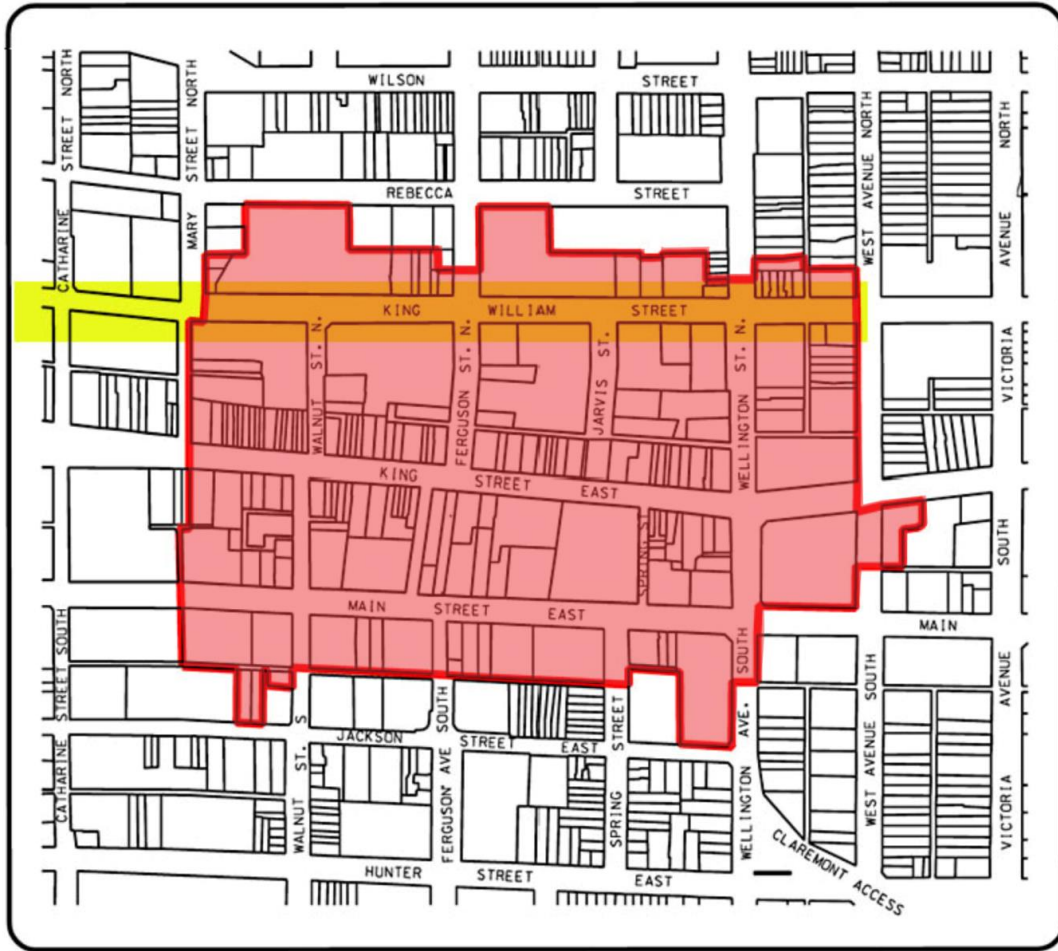 WILSON STREET
STREET NORTH
STREET NORTH
REBECCA STREET
MARY
CATHARINE
WEST AVENUE NORTH
AVENUE NORTH
KING WILLIAM STREET
WALNUT ST. N.
FERGUSON ST. N.
JARVIS ST.
WELLINGTON ST. N.
VICTORIA
KING STREET EAST
SPRING S
SOUTH
MAIN STREET EAST
MAIN
STREET SOUTH
SOUTH
SOUTH
AVENUE
CATHARINE
WALNUT ST. S
JACKSON STREET EAST
FERGUSON AVE SOUTH
SPRING STREET
WELLINGTON AVE.
WEST AVENUE SOUTH
VICTORIA
CLAREMONT ACCESS
HUNTER STREET EAST